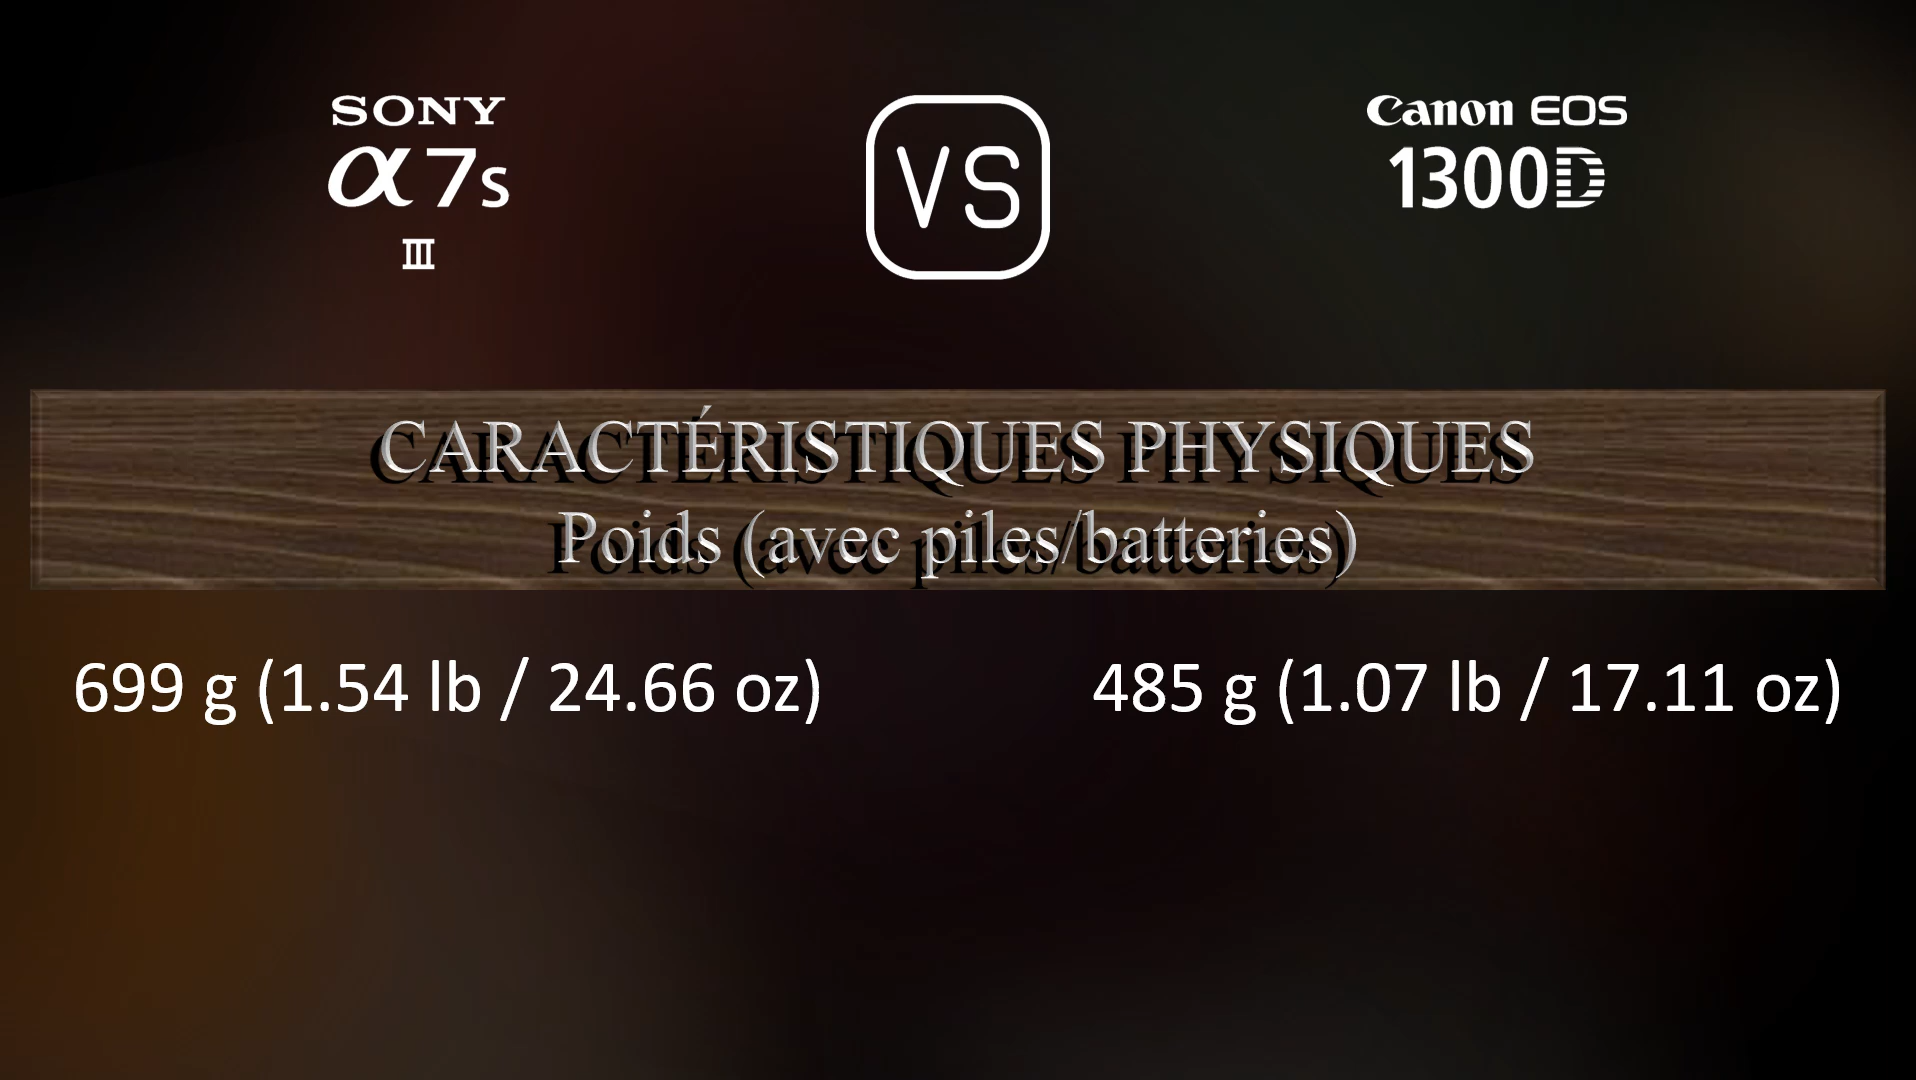 SONY
α7s
III
VS
Canon EOS
1300D
CARACTÉRISTIQUES PHYSIQUES
Poids (avec piles/batteries)
699 g (1.54 lb / 24.66 oz)
485 g (1.07 lb / 17.11 oz)